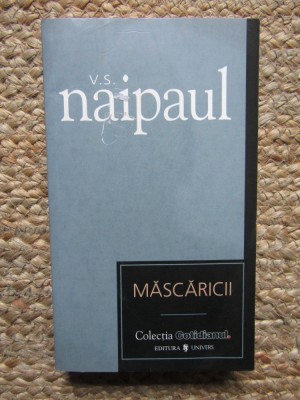 V.S.
naipaul
MĂSCĂRICII
Colecția Cotidianul.
EDITURA UNIVERS